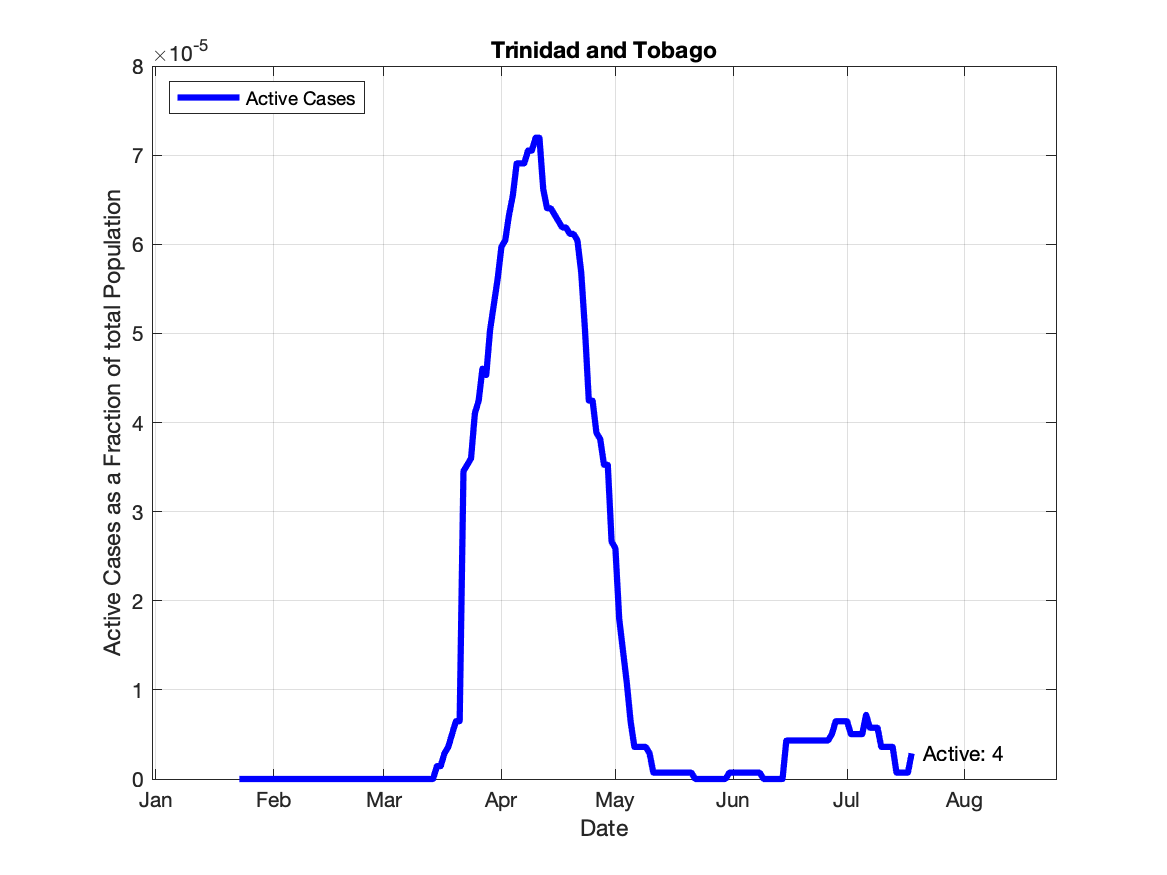 ×10-5
Trinidad and Tobago
Active Cases
8
7
6
5
4
3
2
1
0
Active Cases as a Fraction of total Population
Active: 4
Jan Feb Mar Apr May Jun Jul Aug
Date